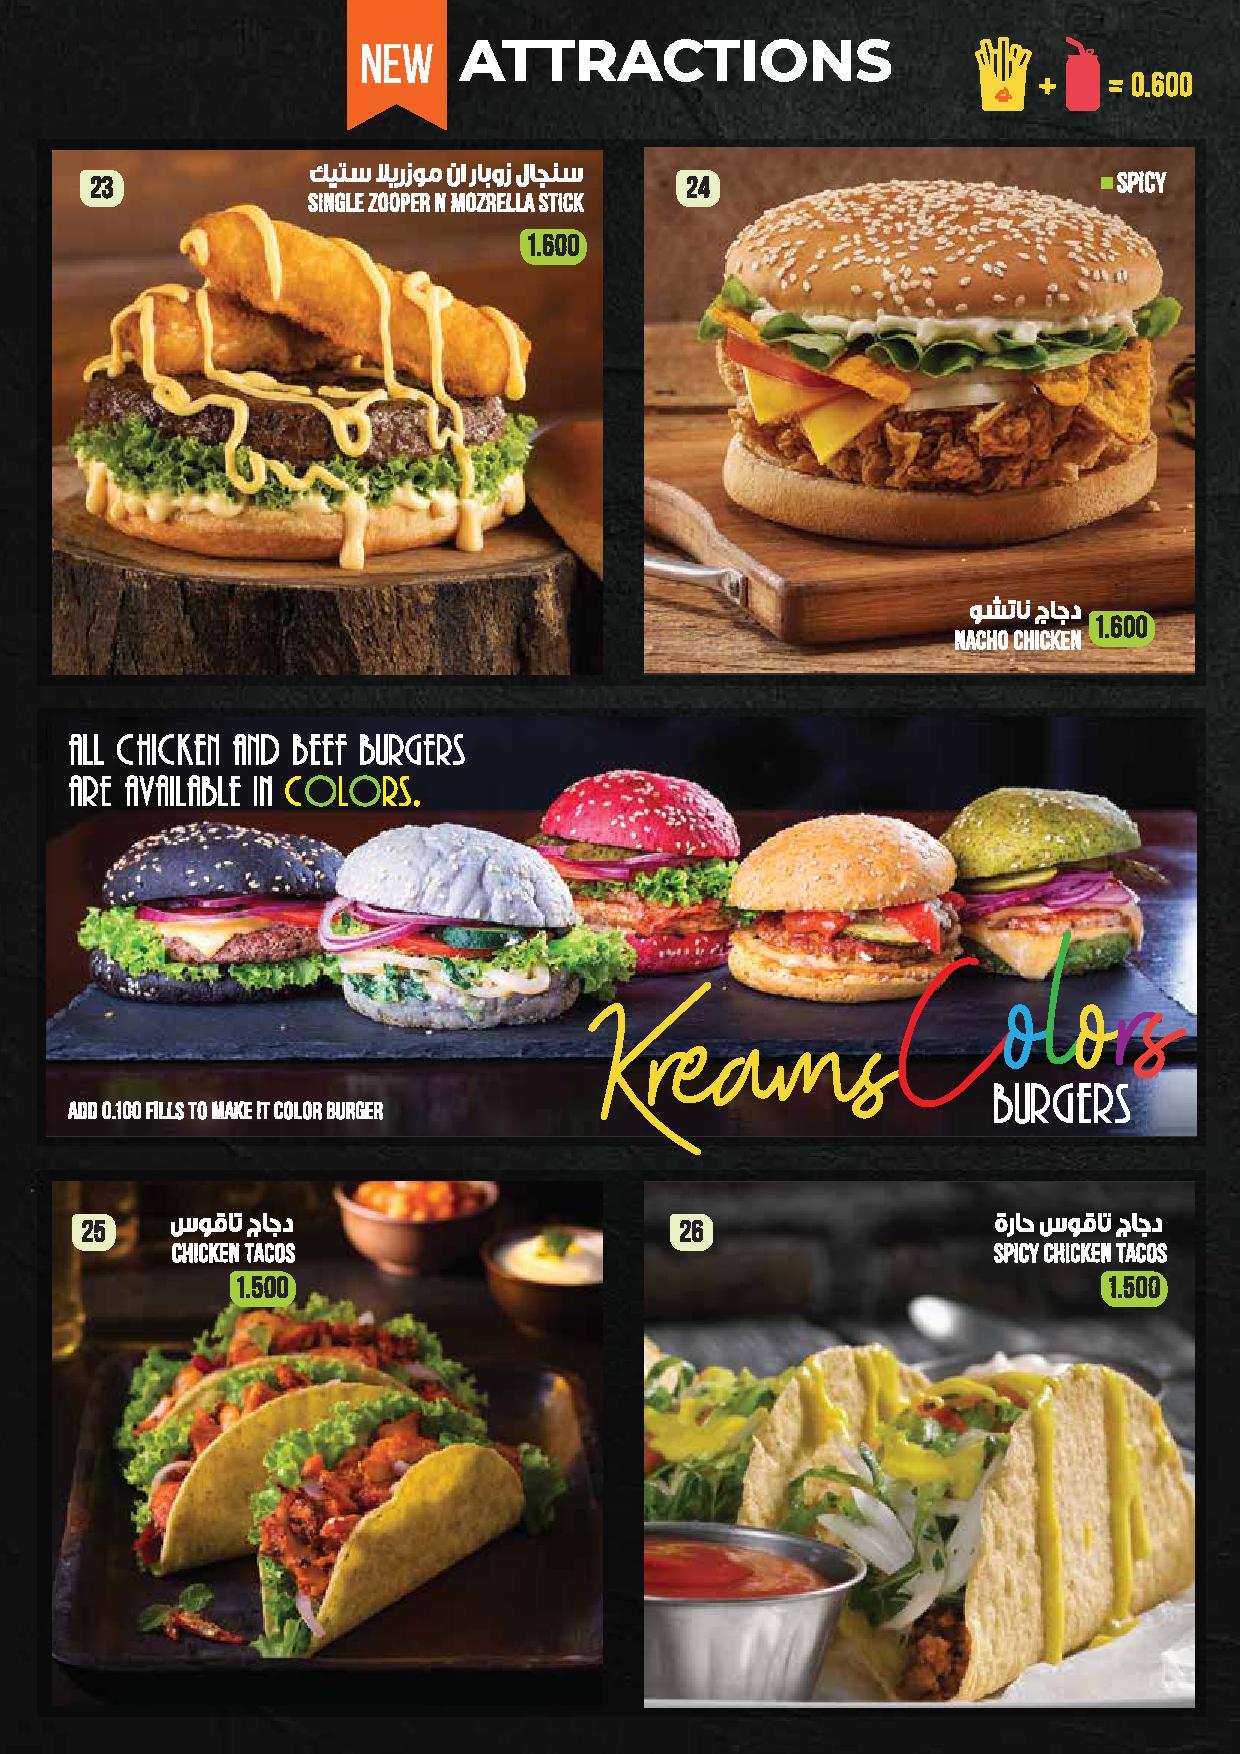 NEW ATTRACTIONS
+ = 0.600
23
سنجال زوبار ان موزريلا ستيك
SINGLE ZOOPER N MOZRELLA STICK
1.600
24
SPICY
دجاج ناتشو
NACHO CHICKEN
1.600
ALL CHICKEN AND BEEF BURGERS
ARE AVAILABLE IN COLORS.
Kreams Colors
BURGERS
ADD 0.100 FILLS TO MAKE IT COLOR BURGER
25
دجاج تاقوس
CHICKEN TACOS
1.500
26
دجاج تاقوس حارة
SPICY CHICKEN TACOS
1.500